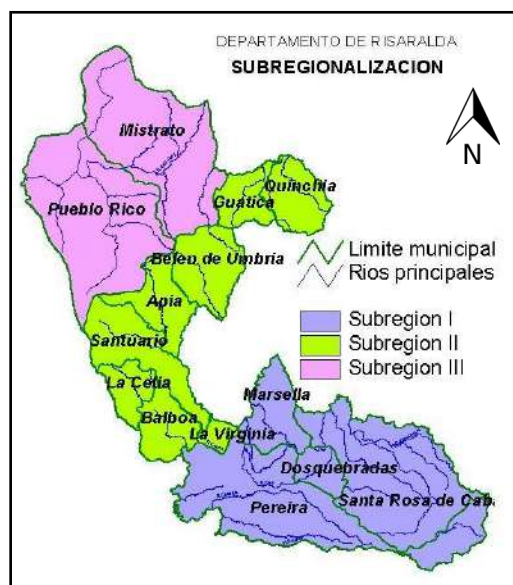 DEPARTAMENTO DE RISARALDA
SUBREGIONALIZACION
N
Mistrato
Quinchia
Guatica
Pueblo Rico
Belen de Umbria
Limite municipal
Rios principales
Apia
Subregion I
Santuario
Subregion II
Subregion III
La Celia
Marsella
Balboa
La Virginia
Dosquebradas
Santa Rosa de Cab
Pereira